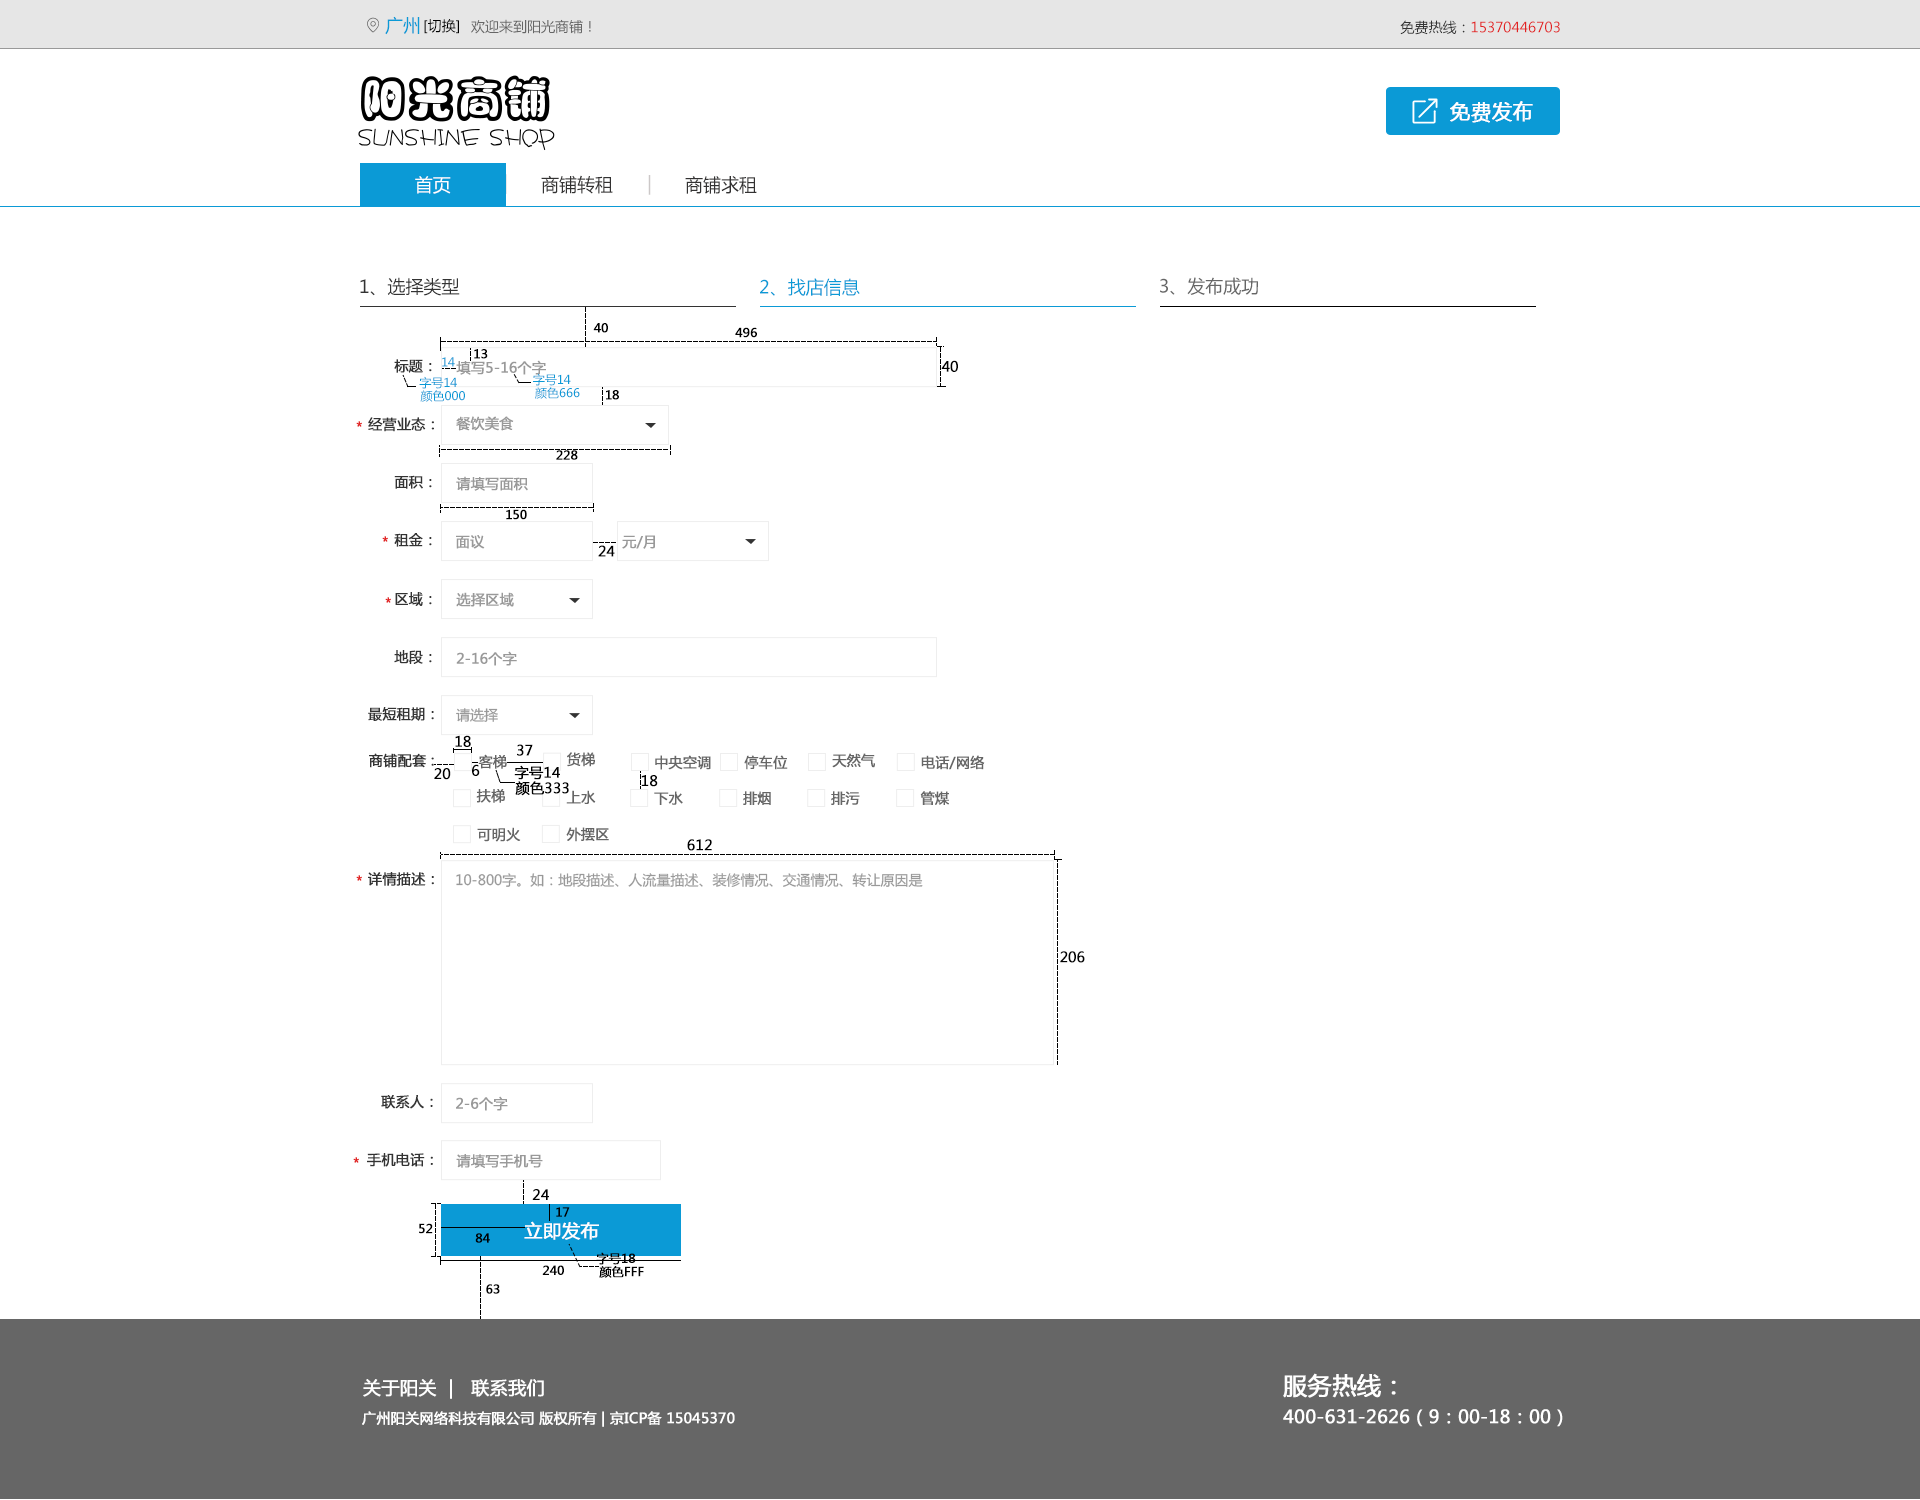 广州 [切换] 欢迎来到阳光商铺！ 免费热线：15370446703
阳光商铺
SUNSHINE SHOP
免费发布
首页 商铺转租 商铺求租
1、选择类型 2、找店信息 3、发布成功
40 496
标题： 14 13 填写5-16个字 40
字号14 字号14
颜色000 颜色666
18
* 经营业态： 餐饮美食
228
面积： 请填写面积
150
* 租金： 面议 24 元/月
* 区域： 选择区域
地段： 2-16个字
最短租期： 请选择
18 37
商铺配套： 客梯 货梯 中央空调 停车位 天然气 电话/网络
20 6 字号14 18
颜色333
扶梯 上水 下水 排烟 排污 管煤
可明火 外摆区
612
* 详情描述： 10-800字。如：地段描述、人流量描述、装修情况、交通情况、转让原因是
206
联系人： 2-6个字
* 手机电话： 请填写手机号
24
17
52 立即发布
84
字号18
240 颜色FFF
63
关于阳关 | 联系我们 服务热线：
广州阳关网络科技有限公司 版权所有 | 京ICP备 15045370 400-631-2626（9：00-18：00）